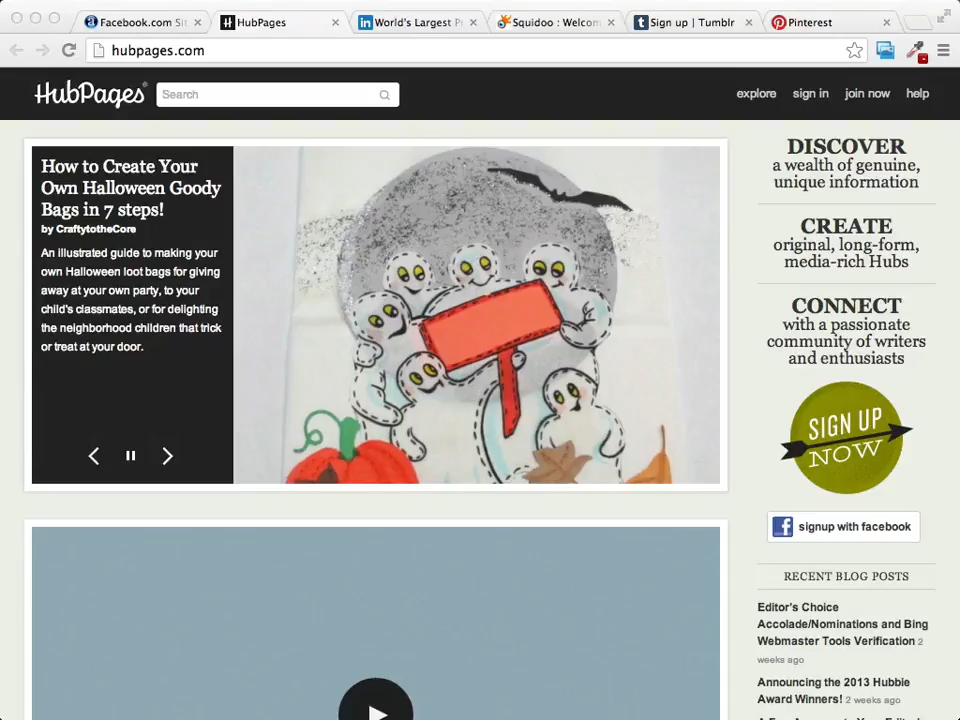 Facebook.com Sit
HubPages
World's Largest P
Squidoo : Welcom
Sign up | Tumblr
Pinterest
hubpages.com
HubPages
Search
explore
sign in
join now
help
How to Create Your
Own Halloween Goody
Bags in 7 steps!
by CraftytotheCore
An illustrated guide to making your
own Halloween loot bags for giving
away at your own party, to your
child's classmates, or for delighting
the neighborhood children that trick
or treat at your door.
DISCOVER
a wealth of genuine,
unique information
CREATE
original, long-form,
media-rich Hubs
CONNECT
with a passionate
community of writers
and enthusiasts
SIGN UP
NOW
signup with facebook
RECENT BLOG POSTS
Editor's Choice
Accolade/Nominations and Bing
Webmaster Tools Verification 2
weeks ago
Announcing the 2013 Hubbie
Award Winners! 2 weeks ago